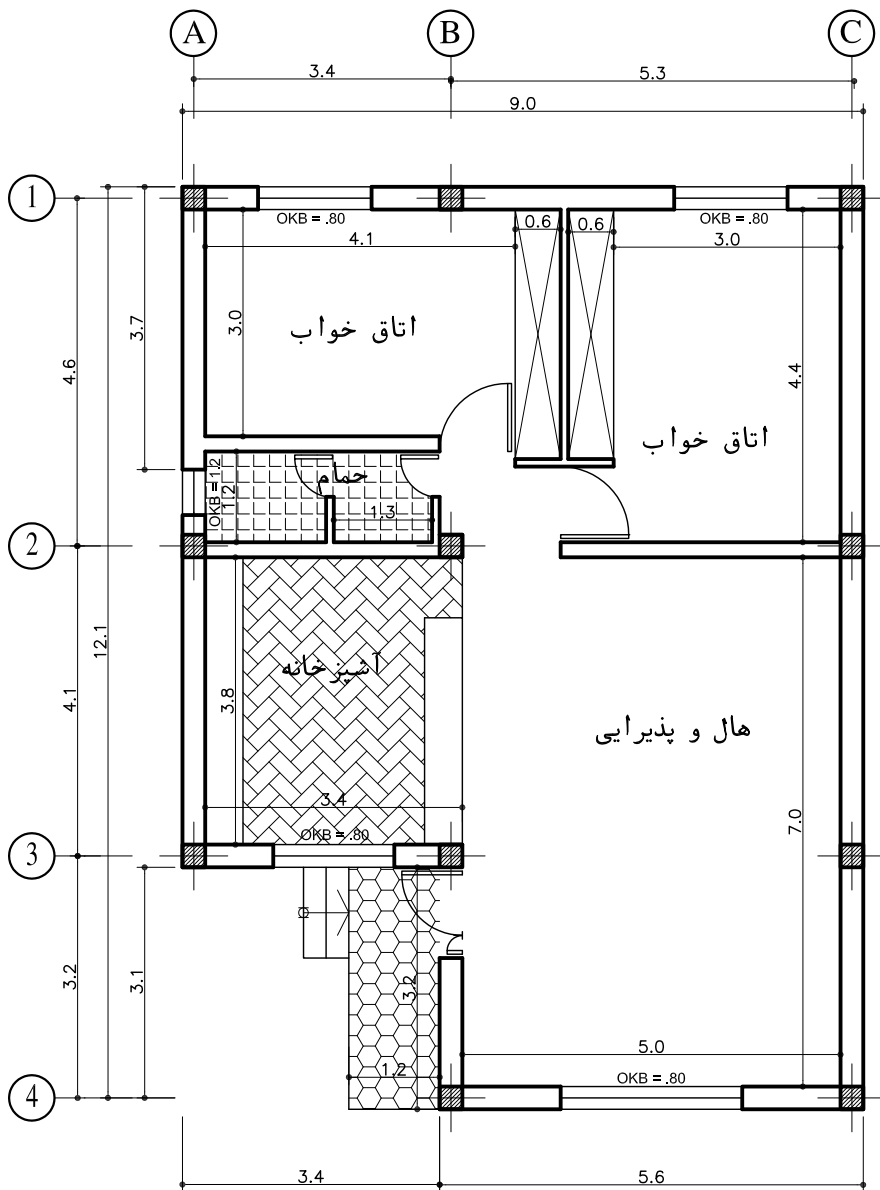 A B C
3.4 5.3
9.0
1
OKB = .80 OKB = .80
0.6 0.6
4.1 3.0
3.0
3.7
4.6
4.4
اتاق خواب
اتاق خواب
حمام
OKB = 1.2
1.2
1.3
2
12.1
آشپزخانه
3.8
4.1
هال و پذیرایی
7.0
3.4
OKB = .80
3
3.2
3.1
3.2
5.0
1.2
OKB = .80
4
3.4 5.6